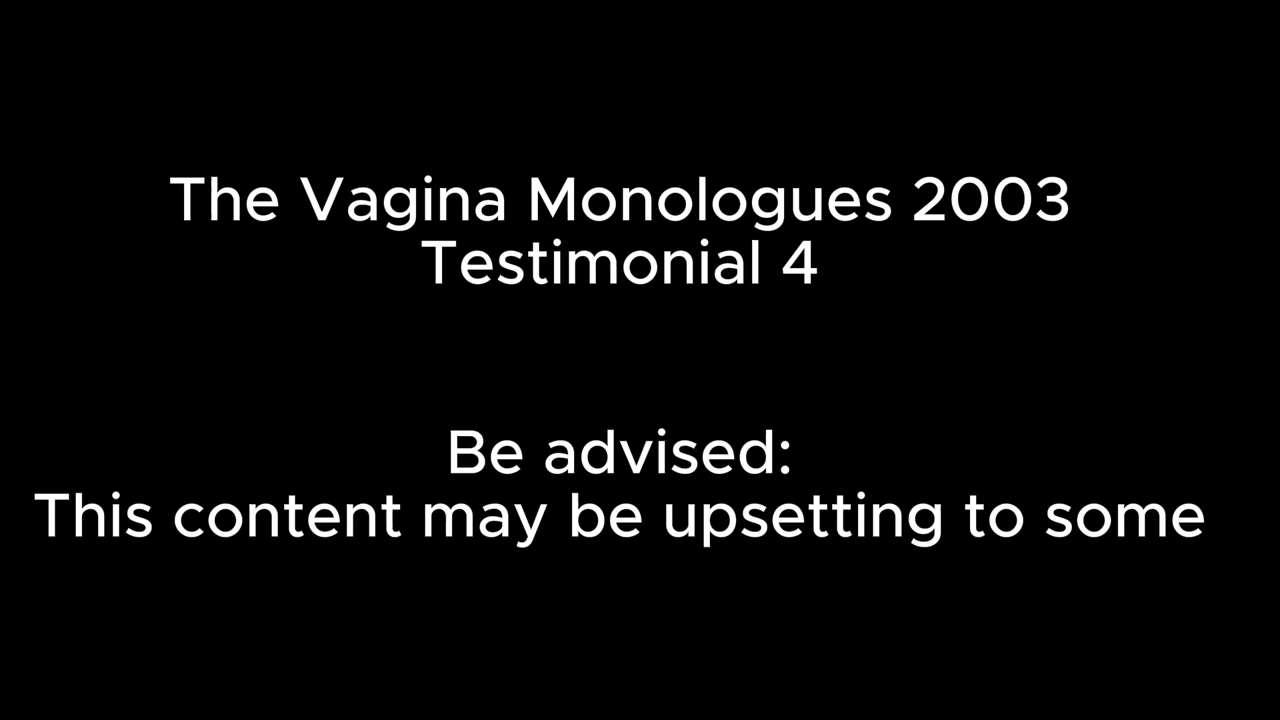 The Vagina Monologues 2003
Testimonial 4
Be advised:
This content may be upsetting to some